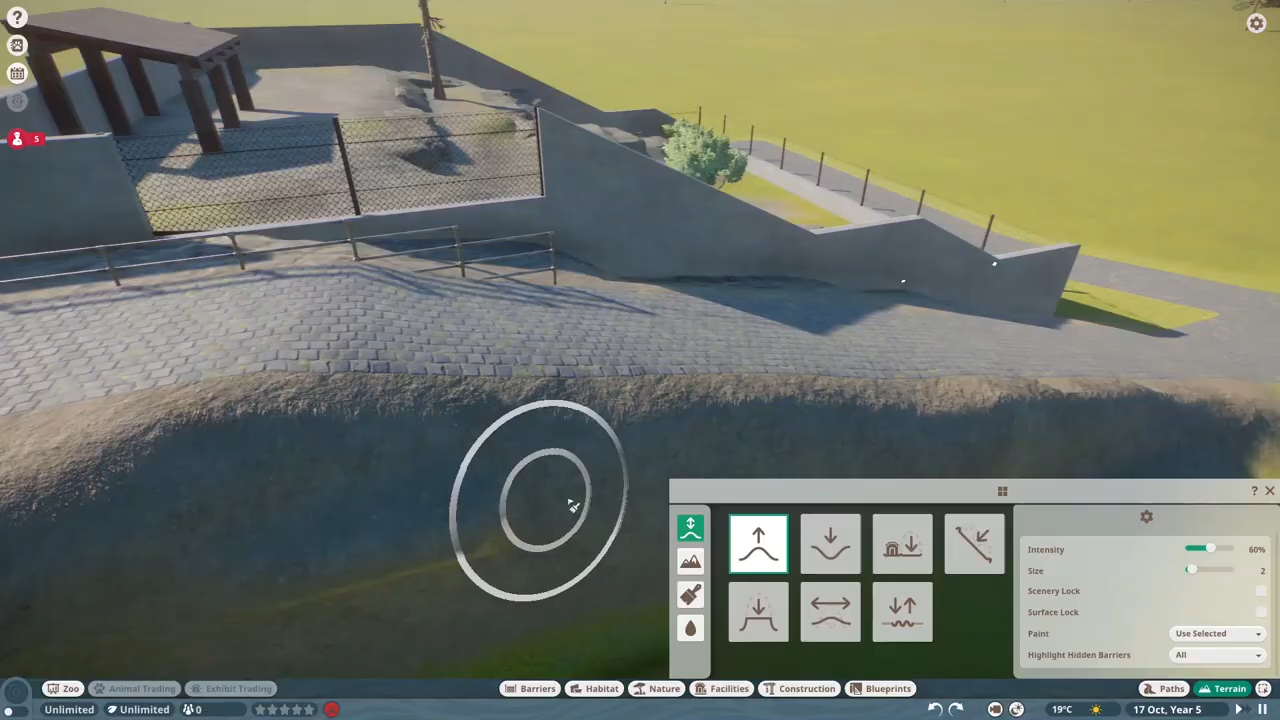 ?
5
? ×
Intensity 60%
Size 2
Scenery Lock
Surface Lock
Paint Use Selected
Highlight Hidden Barriers All
Zoo Animal Trading Exhibit Trading Barriers Habitat Nature Facilities Construction Blueprints Paths Terrain
Unlimited Unlimited 0 19°C 17 Oct, Year 5